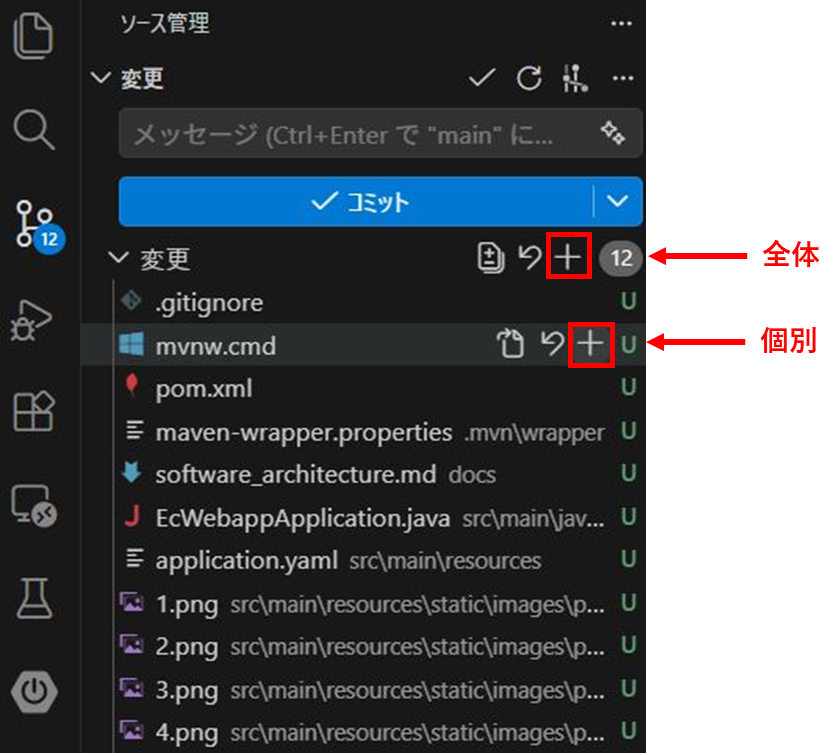 ソース管理
変更
メッセージ (Ctrl+Enter で "main" に...
コミット
12
変更 12 全体
.gitignore U
mvnw.cmd U 個別
pom.xml U
maven-wrapper.properties .mvn\wrapper U
software_architecture.md docs U
EcWebappApplication.java src\main\jav... U
application.yaml src\main\resources U
1.png src\main\resources\static\images\p... U
2.png src\main\resources\static\images\p... U
3.png src\main\resources\static\images\p... U
4.png src\main\resources\static\images\p... U